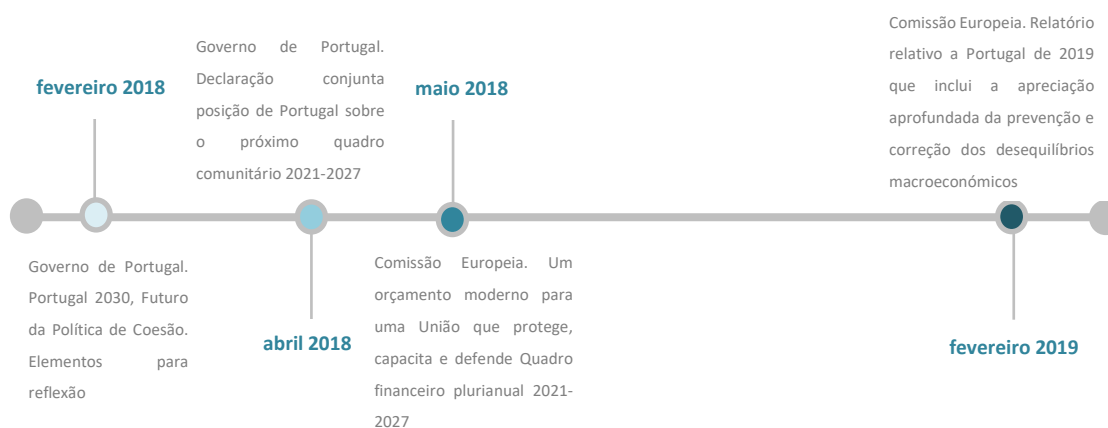 fevereiro 2018
Governo de Portugal.
Portugal 2030, Futuro
da Política de Coesão.
Elementos para
reflexão
Governo de Portugal.
Declaração conjunta
posição de Portugal sobre
o próximo quadro
comunitário 2021-2027
abril 2018
maio 2018
Comissão Europeia. Um
orçamento moderno para
uma União que protege,
capacita e defende Quadro
financeiro plurianual 2021-
2027
Comissão Europeia. Relatório
relativo a Portugal de 2019
que inclui a apreciação
aprofundada da prevenção e
correção dos desequilíbrios
macroeconómicos
fevereiro 2019